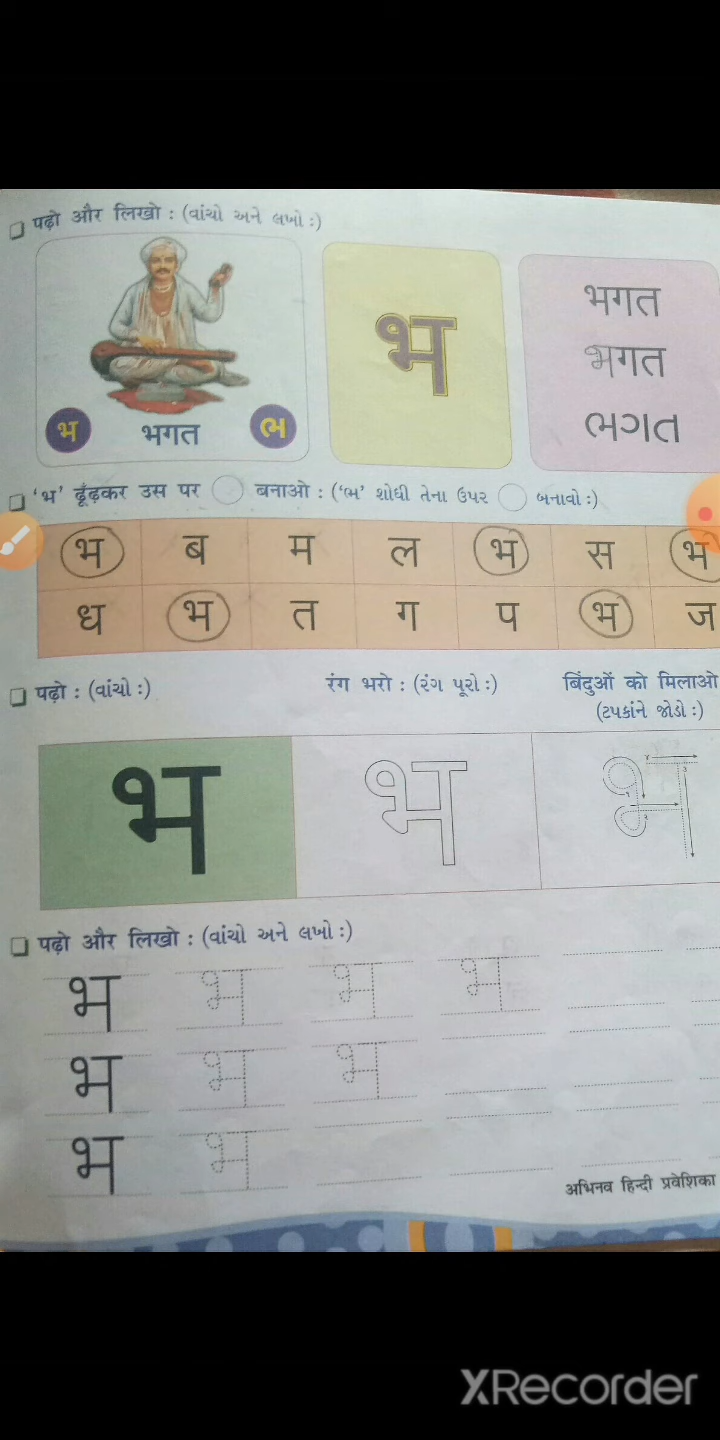 पढ़ो और लिखो : (વાંચો અને લખો :)
भ भगत ભ
भ
भगत
भगत
ભગત
'भ' ढूँढ़कर उस पर बनाओ : ('ભ' શોધી તેના ઉપર બનાવો :)
भ ब म ल भ स भ
ध भ त ग प भ ज
पढ़ो : (વાંચો :)
रंग भरो : (રંગ પૂરો :)
बिंदुओं को मिलाओ
(ટપકાંને જોડો :)
भ भ भ
पढ़ो और लिखो : (વાંચો અને લખો :)
भ भ भ भ
भ भ भ
भ भ
अभिनव हिन्दी प्रवेशिका
XRecorder